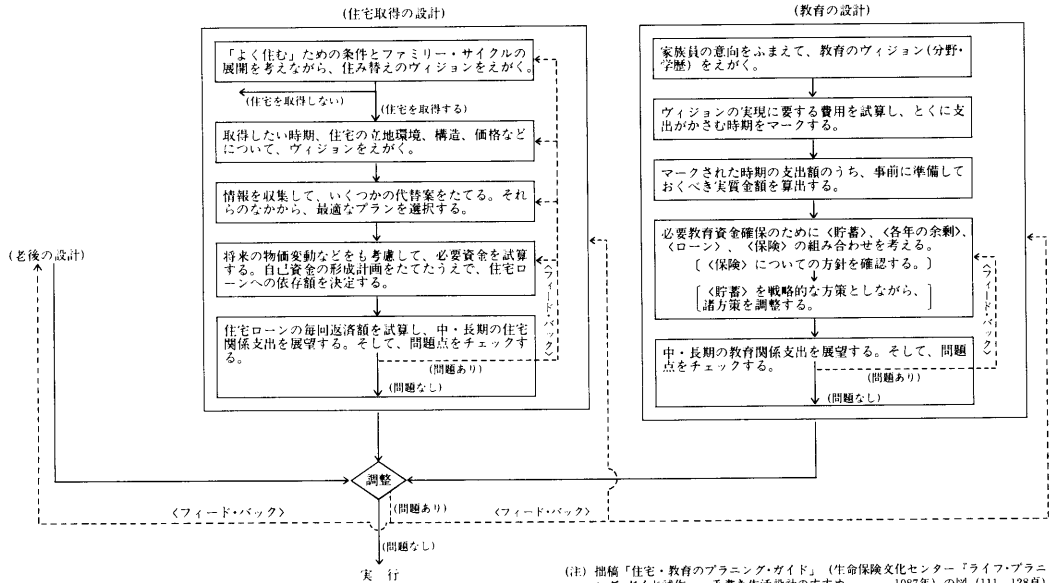 (住宅取得の設計)
「よく住む」ための条件とファミリー・サイクルの
展開を考えながら、住み替えのヴィジョンをえがく。
(住宅を取得しない)
(住宅を取得する)
取得したい時期、住宅の立地環境、構造、価格など
について、ヴィジョンをえがく。
情報を収集して、いくつかの代替案をたてる。それ
らのなかから、最適なプランを選択する。
将来の物価変動などをも考慮して、必要資金を試算
する。自己資金の形成計画をたてたうえで、住宅ロ
ーンへの依存額を決定する。
〈フィード・バック〉
住宅ローンの毎回返済額を試算し、中・長期の住宅
関係支出を展望する。そして、問題点をチェックす
る。
(問題あり)
(問題なし)
(教育の設計)
家族員の意向をふまえて、教育のヴィジョン(分野・
学歴)をえがく。
ヴィジョンの実現に要する費用を試算し、とくに支
出がかさむ時期をマークする。
マークされた時期の支出額のうち、事前に準備して
おくべき実質金額を算出する。
必要教育資金確保のために〈貯蓄〉、〈各年の余剰〉、
〈ローン〉、〈保険〉の組み合わせを考える。
〔〈保険〉についての方針を確認する。〕
〔〈貯蓄〉を戦略的な方策としながら、
諸方策を調整する。〕
〈フィード・バック〉
中・長期の教育関係支出を展望する。そして、問題
点をチェックする。
(問題あり)
(問題なし)
(老後の設計)
調整
(問題あり)
〈フィード・バック〉
〈フィード・バック〉
(問題なし)
実行
(注) 拙稿「住宅・教育のプランニング・ガイド」(生命保険文化センター『ライフ・プラニ